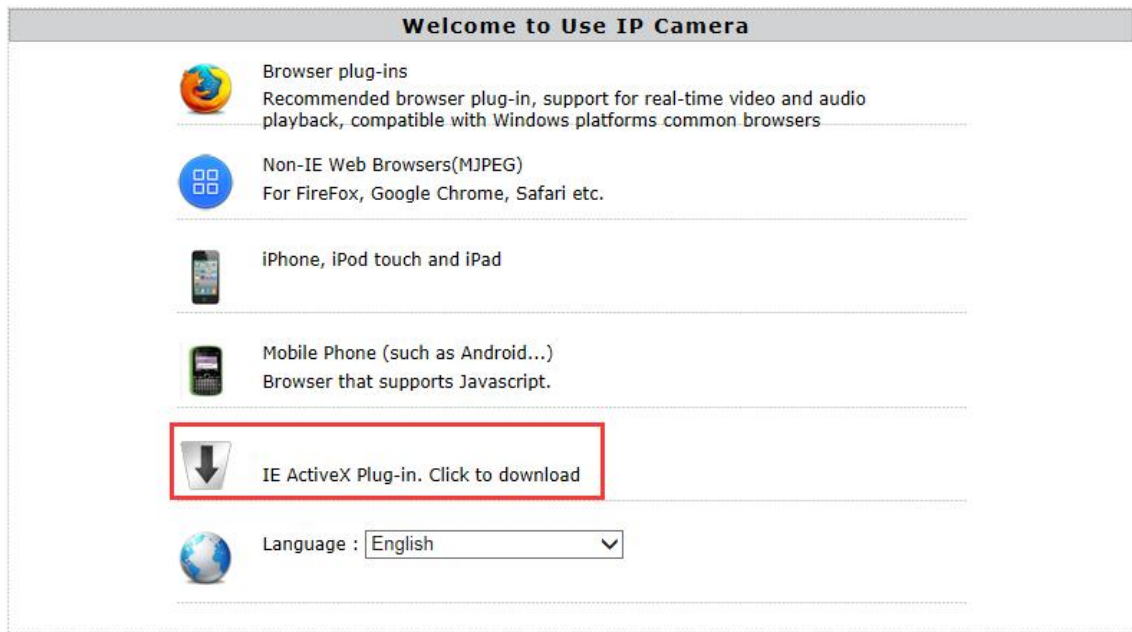 Welcome to Use IP Camera
Browser plug-ins
Recommended browser plug-in, support for real-time video and audio
playback, compatible with Windows platforms common browsers
Non-IE Web Browsers(MJPEG)
For FireFox, Google Chrome, Safari etc.
iPhone, iPod touch and iPad
Mobile Phone (such as Android...)
Browser that supports Javascript.
IE ActiveX Plug-in. Click to download
Language : English